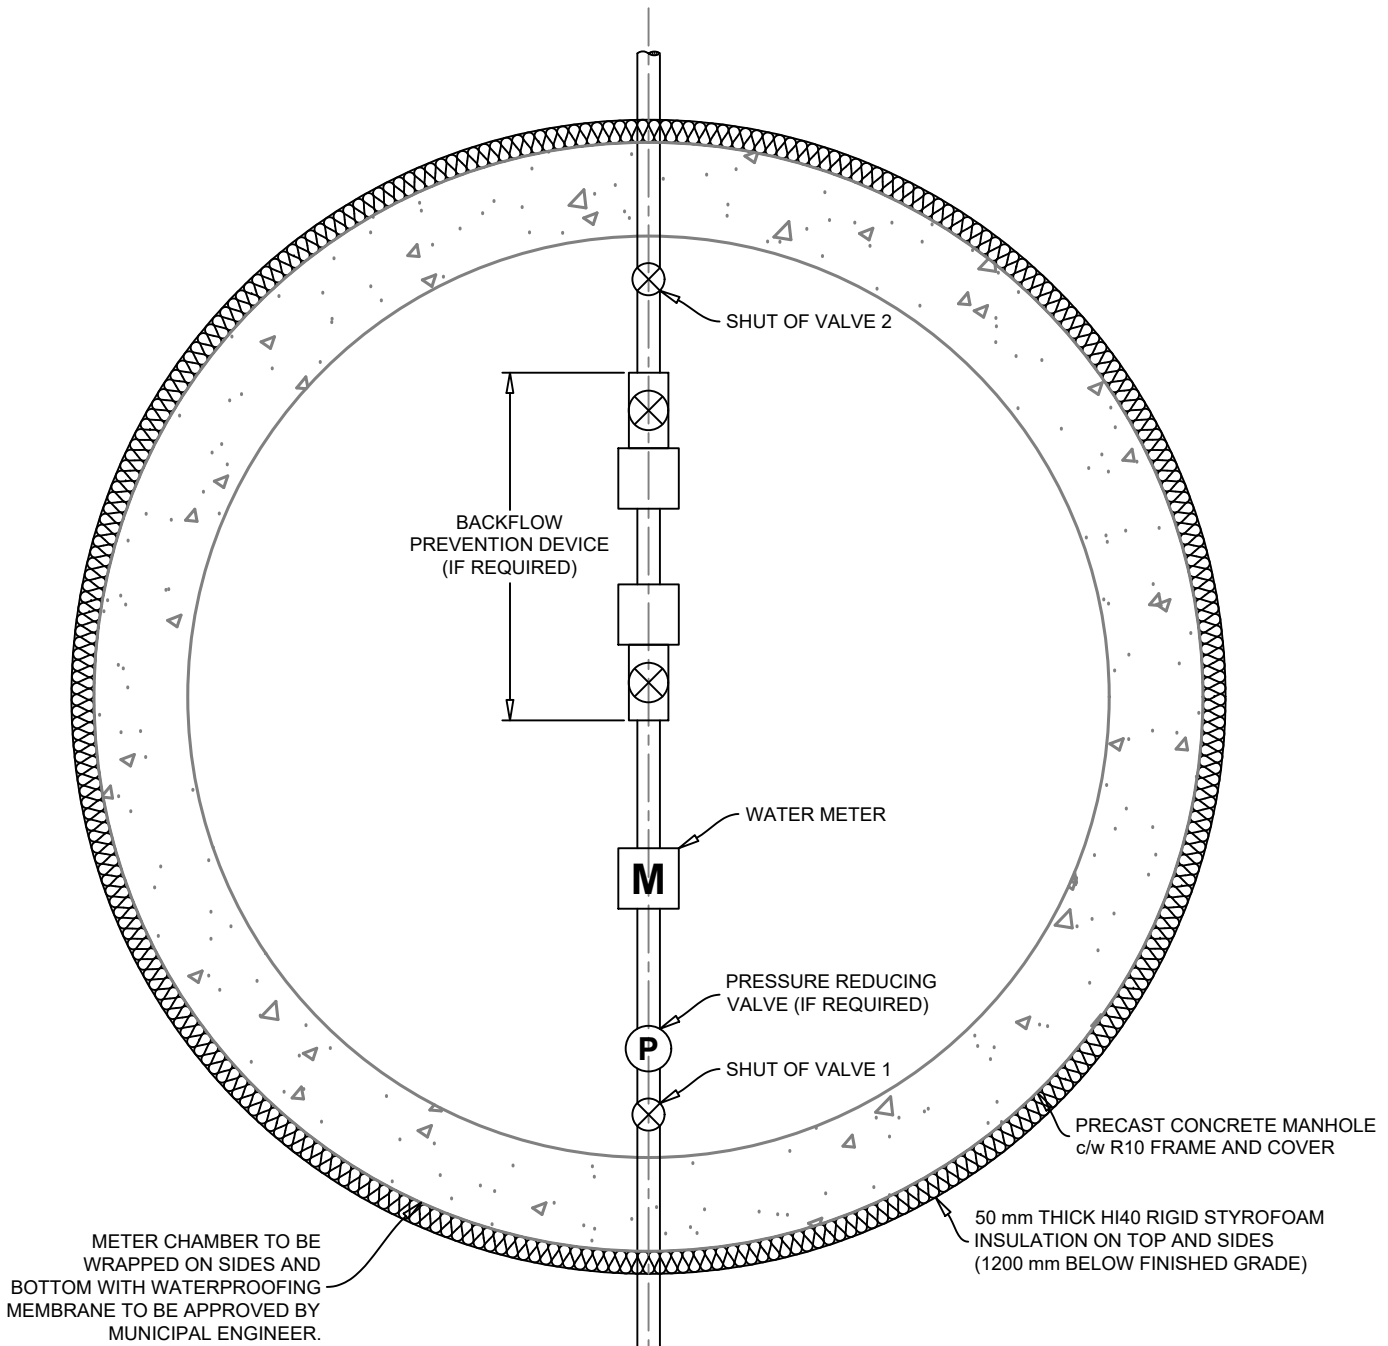 SHUT OF VALVE 2
BACKFLOW
PREVENTION DEVICE
(IF REQUIRED)
WATER METER
M
PRESSURE REDUCING
VALVE (IF REQUIRED)
P
SHUT OF VALVE 1
PRECAST CONCRETE MANHOLE
c/w R10 FRAME AND COVER
50 mm THICK HI40 RIGID STYROFOAM
INSULATION ON TOP AND SIDES
(1200 mm BELOW FINISHED GRADE)
METER CHAMBER TO BE
WRAPPED ON SIDES AND
BOTTOM WITH WATERPROOFING
MEMBRANE TO BE APPROVED BY
MUNICIPAL ENGINEER.